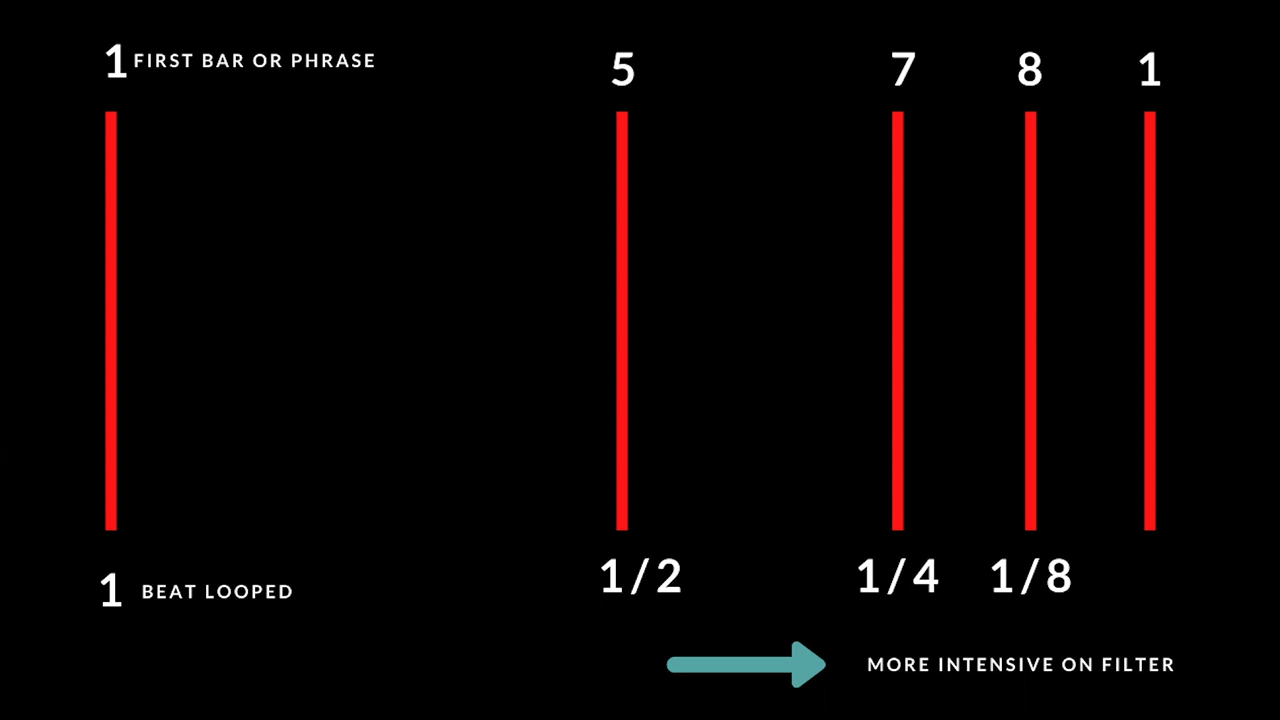 1 FIRST BAR OR PHRASE 5 7 8 1
1 BEAT LOOPED 1/2 1/4 1/8
MORE INTENSIVE ON FILTER